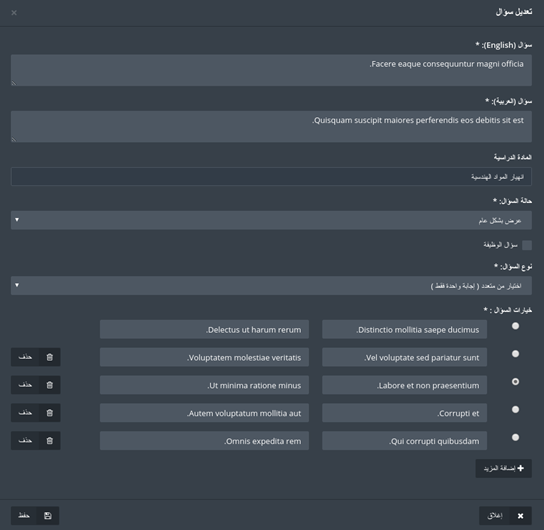 تعديل سؤال
×
سؤال (English): *
Facere eaque consequuntur magni officia.
سؤال (العربية): *
Quisquam suscipit maiores perferendis eos debitis sit est.
المادة الدراسية
انهيار المواد الهندسية
حالة السؤال: *
عرض بشكل عام
سؤال الوظيفة
نوع السؤال: *
اختيار من متعدد ( إجابة واحدة فقط )
خيارات السؤال : *
Distinctio mollitia saepe ducimus. Delectus ut harum rerum.
Vel voluptate sed pariatur sunt. Voluptatem molestiae veritatis. حذف
Labore et non praesentium. Ut minima ratione minus. حذف
Corrupti et. Autem voluptatum mollitia aut. حذف
Qui corrupti quibusdam. Omnis expedita rem. حذف
إضافة المزيد
إغلاق حفظ